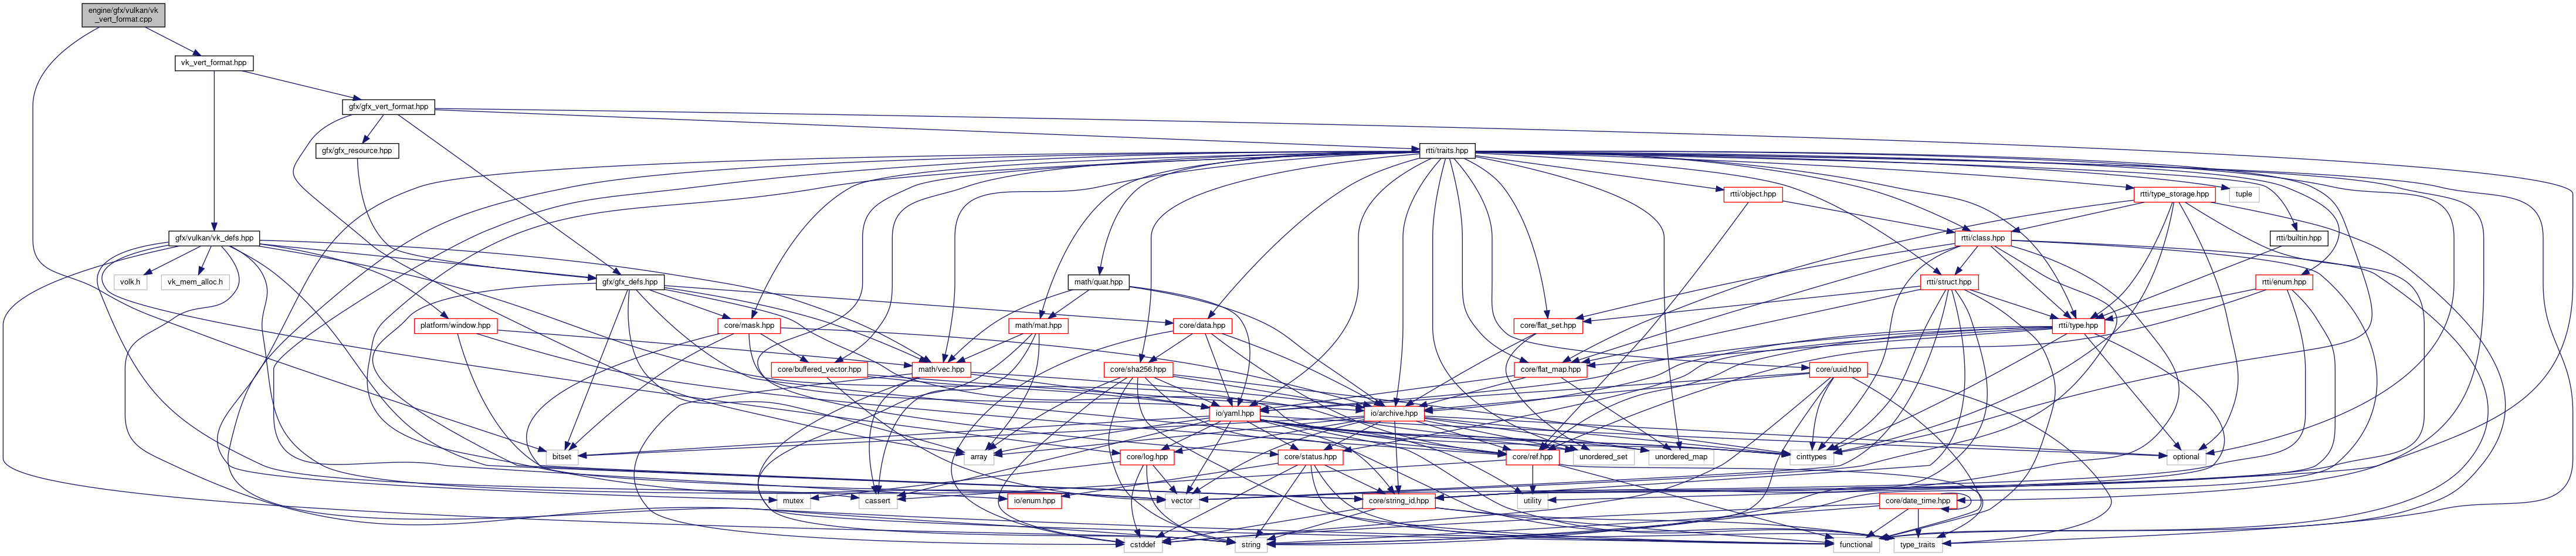 engine/gfx/vulkan/vk
_vert_format.cpp
vk_vert_format.hpp
gfx/gfx_vert_format.hpp
gfx/gfx_resource.hpp
rtti/traits.hpp
rtti/object.hpp
rtti/type_storage.hpp
tuple
gfx/vulkan/vk_defs.hpp
rtti/class.hpp
rtti/builtin.hpp
volk.h
vk_mem_alloc.h
gfx/gfx_defs.hpp
math/quat.hpp
rtti/struct.hpp
rtti/enum.hpp
platform/window.hpp
core/mask.hpp
math/mat.hpp
core/data.hpp
core/flat_set.hpp
rtti/type.hpp
core/buffered_vector.hpp
math/vec.hpp
core/sha256.hpp
core/flat_map.hpp
core/uuid.hpp
io/yaml.hpp
io/archive.hpp
bitset
array
core/log.hpp
core/status.hpp
core/ref.hpp
unordered_set
unordered_map
cinttypes
optional
mutex
cassert
io/enum.hpp
vector
core/string_id.hpp
utility
core/date_time.hpp
cstddef
string
functional
type_traits